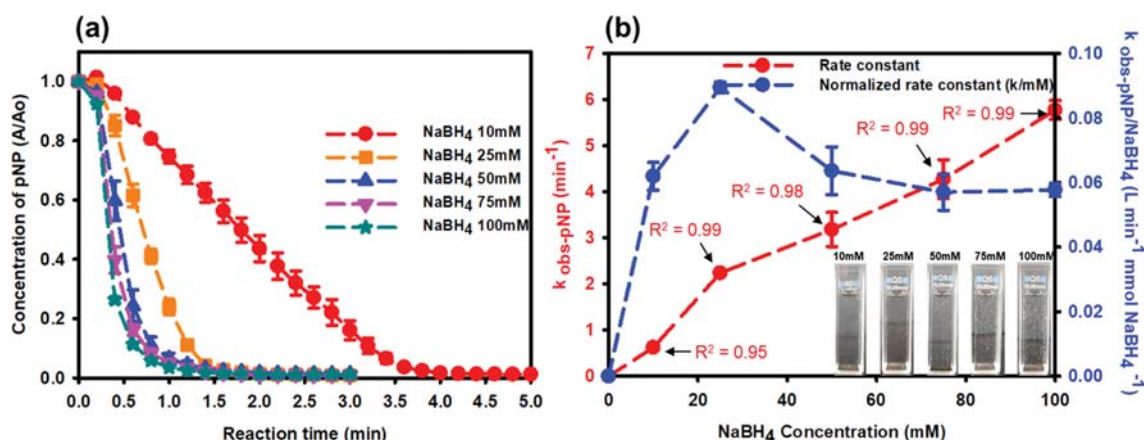 (a)
Concentration of pNP (A/Ao)
1.0
0.8
0.6
0.4
0.2
0.0
NaBH4 10mM
NaBH4 25mM
NaBH4 50mM
NaBH4 75mM
NaBH4 100mM
0.0 0.5 1.0 1.5 2.0 2.5 3.0 3.5 4.0 4.5 5.0
Reaction time (min)
(b)
k obs-pNP (min⁻¹)
7
6
5
4
3
2
1
0
Rate constant
Normalized rate constant (k/mM)
R² = 0.95
R² = 0.99
R² = 0.98
R² = 0.99
R² = 0.99
10mM 25mM 50mM 75mM 100mM
0 20 40 60 80 100
NaBH4 Concentration (mM)
0.10
0.08
0.06
0.04
0.02
0.00
k obs-pNP/NaBH4 (L min⁻¹ mmol NaBH4⁻¹)